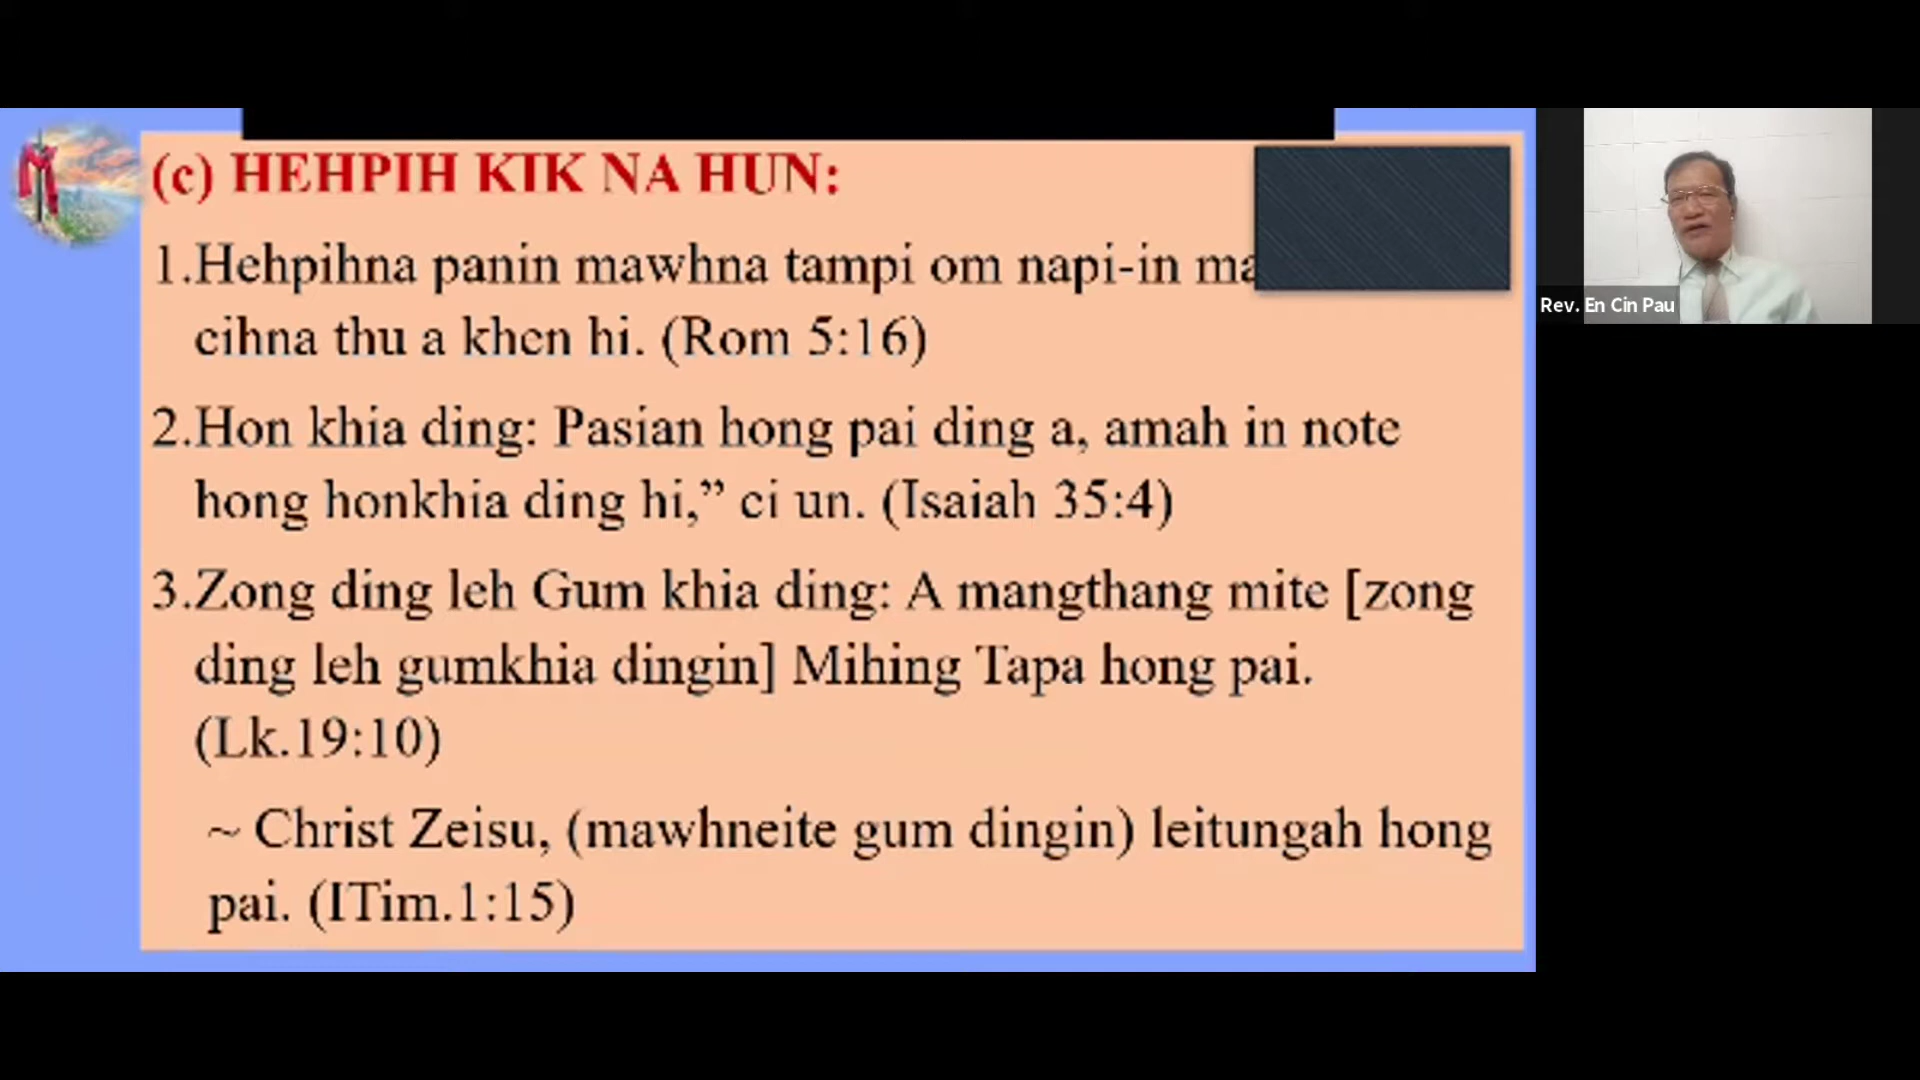 (c) HEHPIH KIK NA HUN:
1.Hehpihna panin mawhna tampi om napi-in
cihna thu a khen hi. (Rom 5:16)
2.Hon khia ding: Pasian hong pai ding a, amah in note
hong honkhia ding hi,” ci un. (Isaiah 35:4)
3.Zong ding leh Gum khia ding: A mangthang mite [zong
ding leh gumkhia dingin] Mihing Tapa hong pai.
(Lk.19:10)
~ Christ Zeisu, (mawhneite gum dingin) leitungah hong
pai. (ITim.1:15)
Rev. En Cin Pau